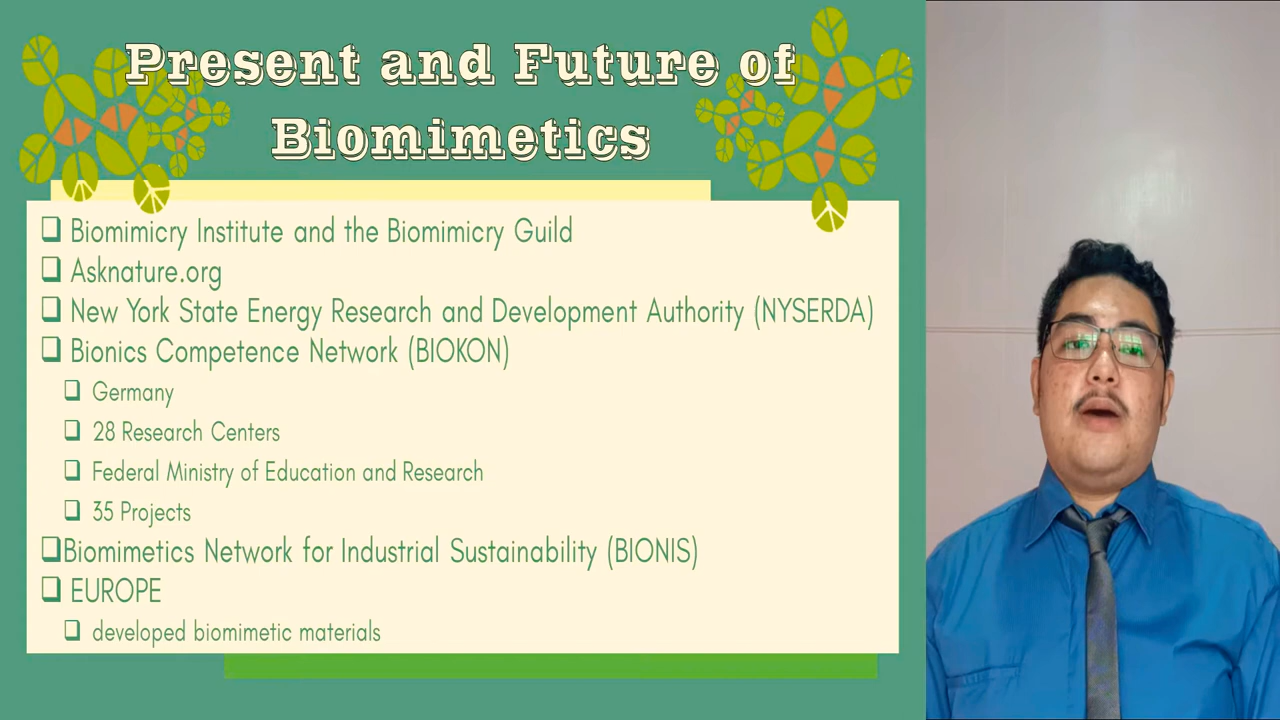 Present and Future of
Biomimetics
Biomimicry Institute and the Biomimicry Guild
Asknature.org
New York State Energy Research and Development Authority (NYSERDA)
Bionics Competence Network (BIOKON)
Germany
28 Research Centers
Federal Ministry of Education and Research
35 Projects
Biomimetics Network for Industrial Sustainability (BIONIS)
EUROPE
developed biomimetic materials